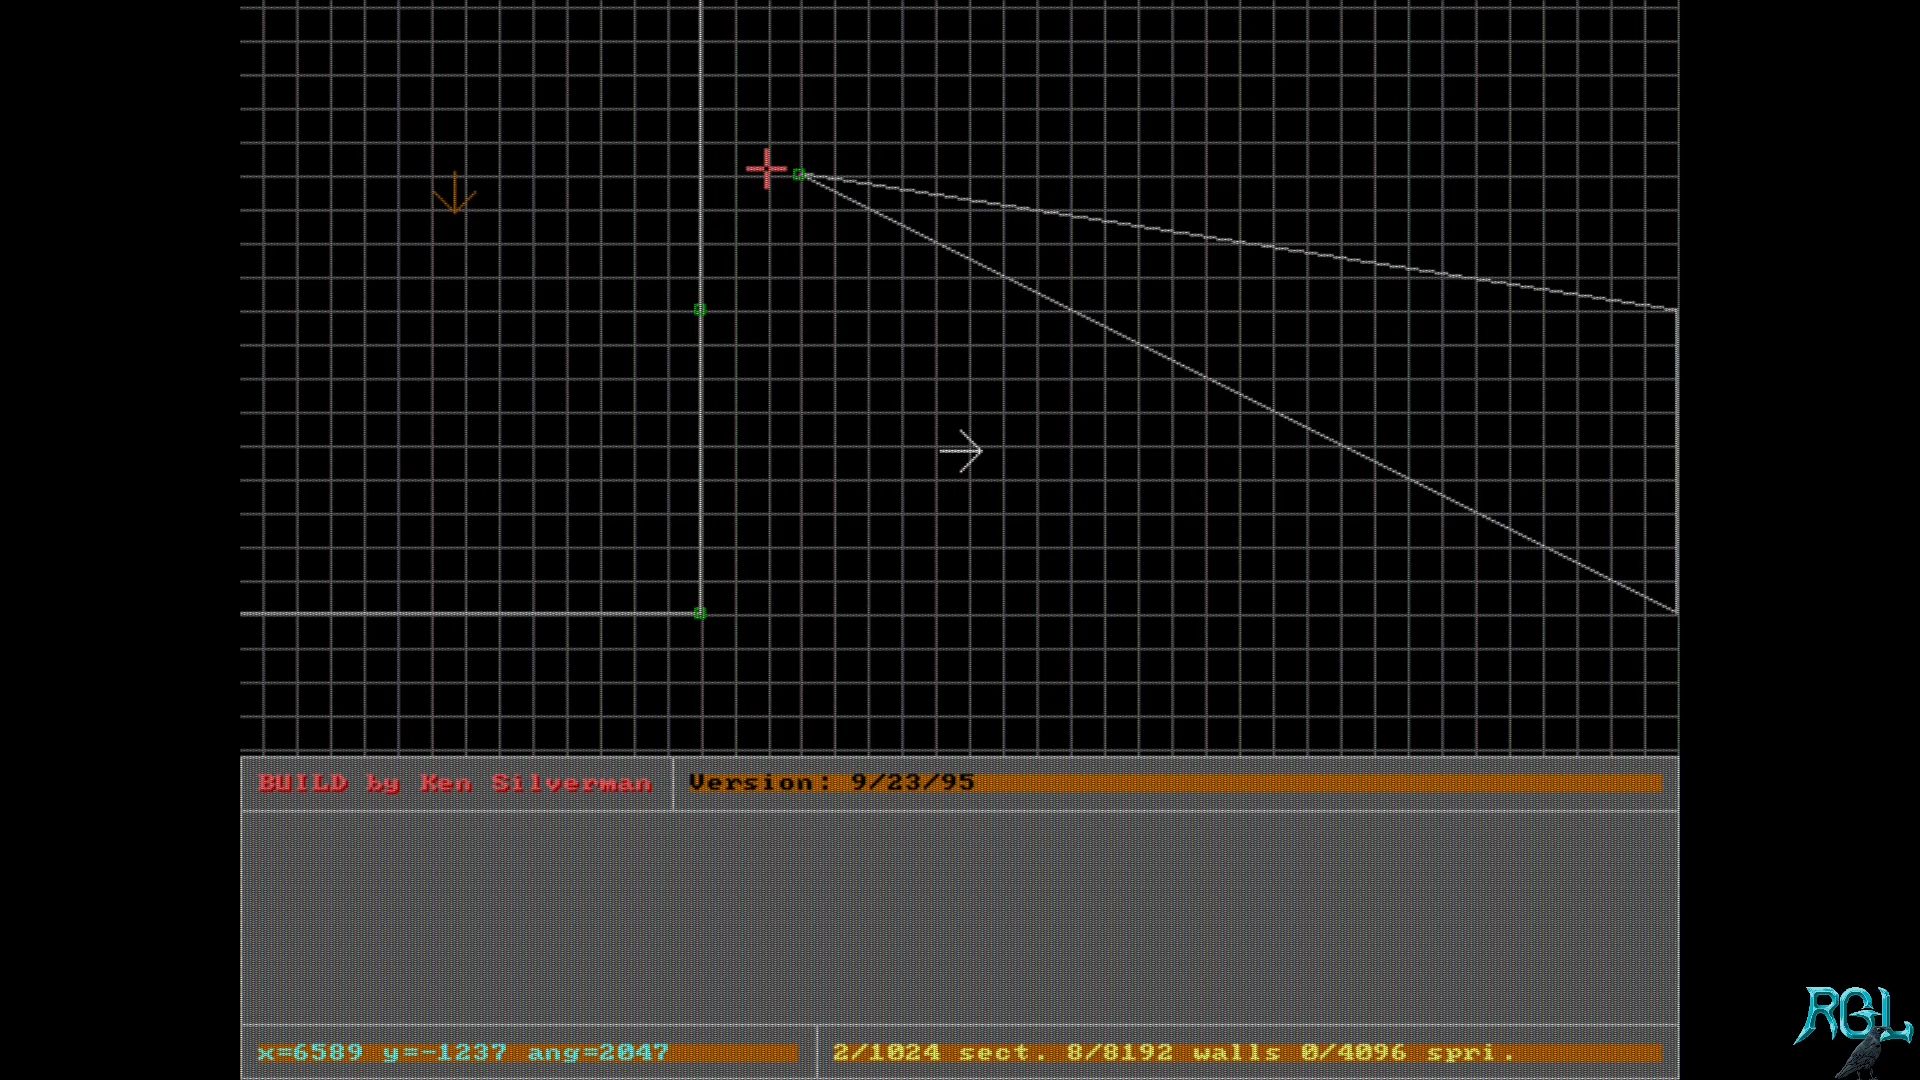 BUILD by Ken Silverman
Version: 9/23/95
x=6589 y=-1237 ang=2047
2/1024 sect. 8/8192 walls 0/4096 spri.
RGL